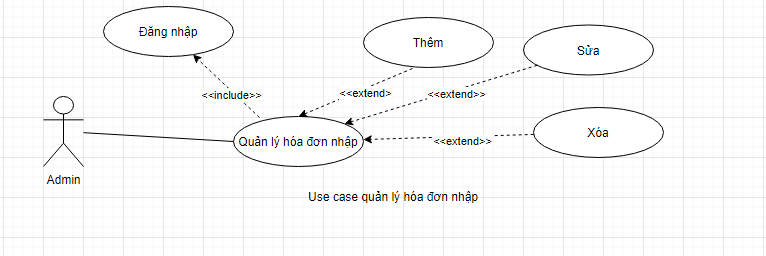 Đăng nhập
Thêm
Sửa
<<include>>
<<extend>
<<extend>>
Quản lý hóa đơn nhập
<<extend>>
Xóa
Admin
Use case quản lý hóa đơn nhập